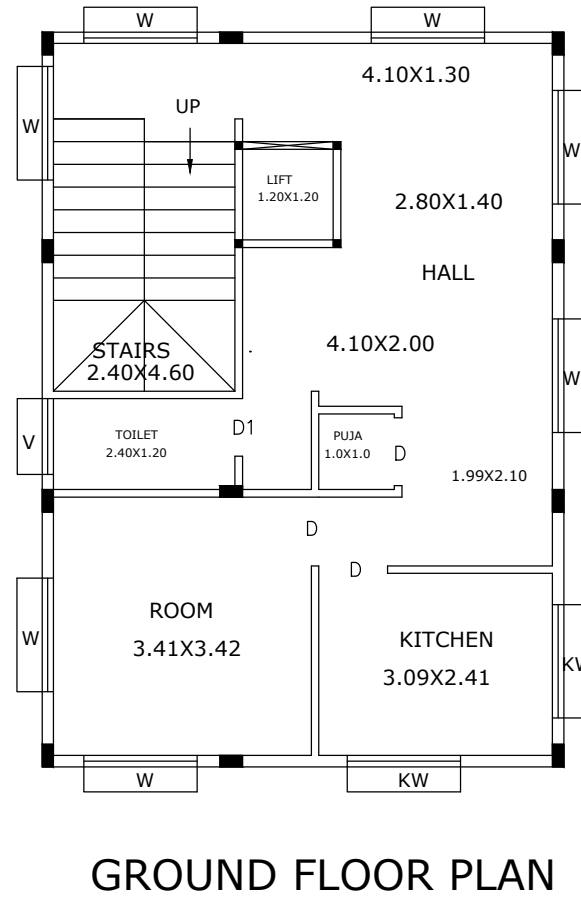 W
W
4.10X1.30
UP
W
W
LIFT
1.20X1.20
2.80X1.40
HALL
4.10X2.00
STAIRS
2.40X4.60
W
V
TOILET
2.40X1.20
D1
PUJA
1.0X1.0
D
1.99X2.10
D
D
ROOM
3.41X3.42
W
KITCHEN
3.09X2.41
KW
W
KW
GROUND FLOOR PLAN